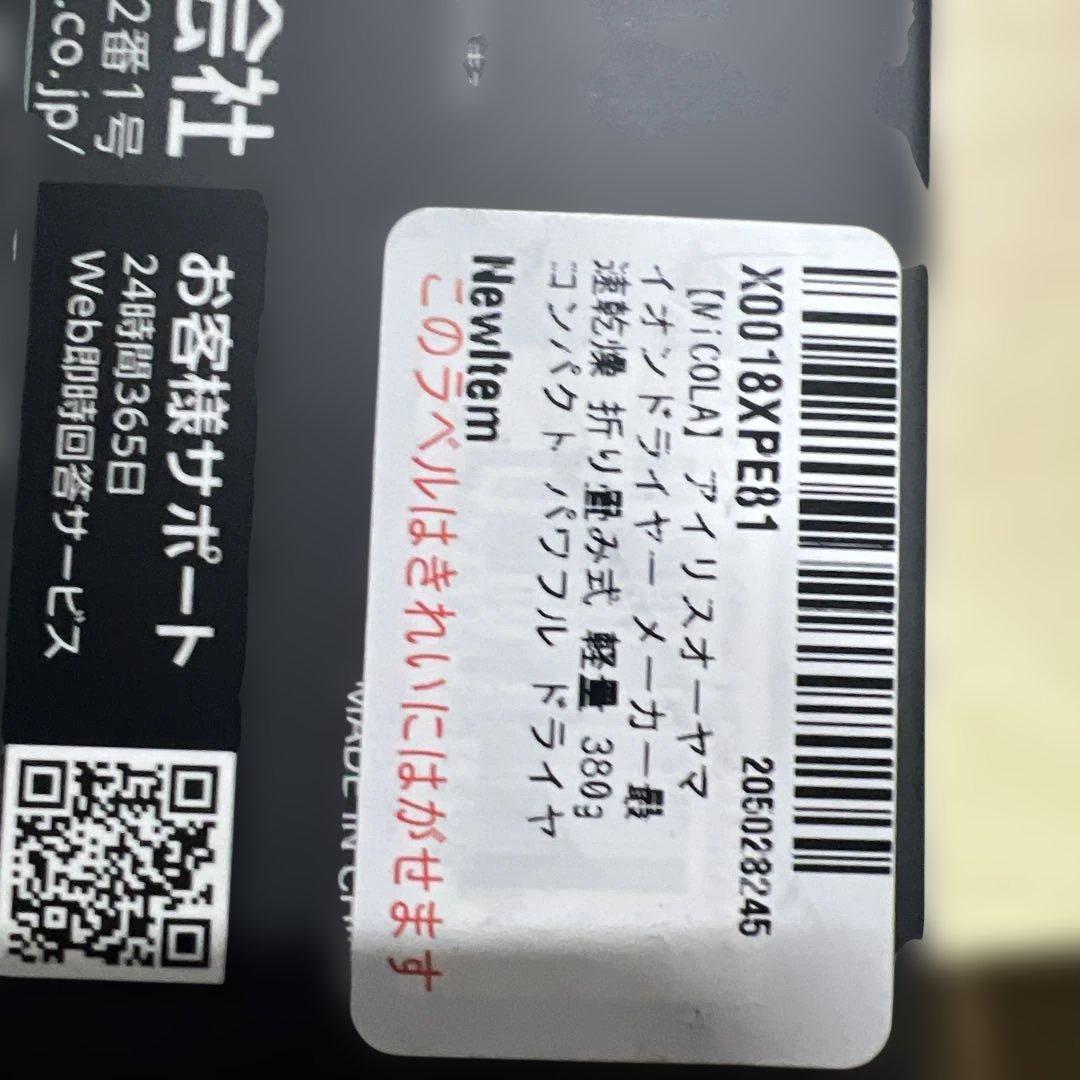 X0018XPE81 205028245
【NiCOLA】 アイリスオーヤマ
イオンドライヤー メーカー最
速乾燥 折り畳み式 軽量 380g
コンパクト パワフル ドライヤ
NewItem
このラベルはきれいにはがせます
会社
2番1号
.co.jp/
お客様サポート
24時間365日
Web即時回答サービス
MADE IN